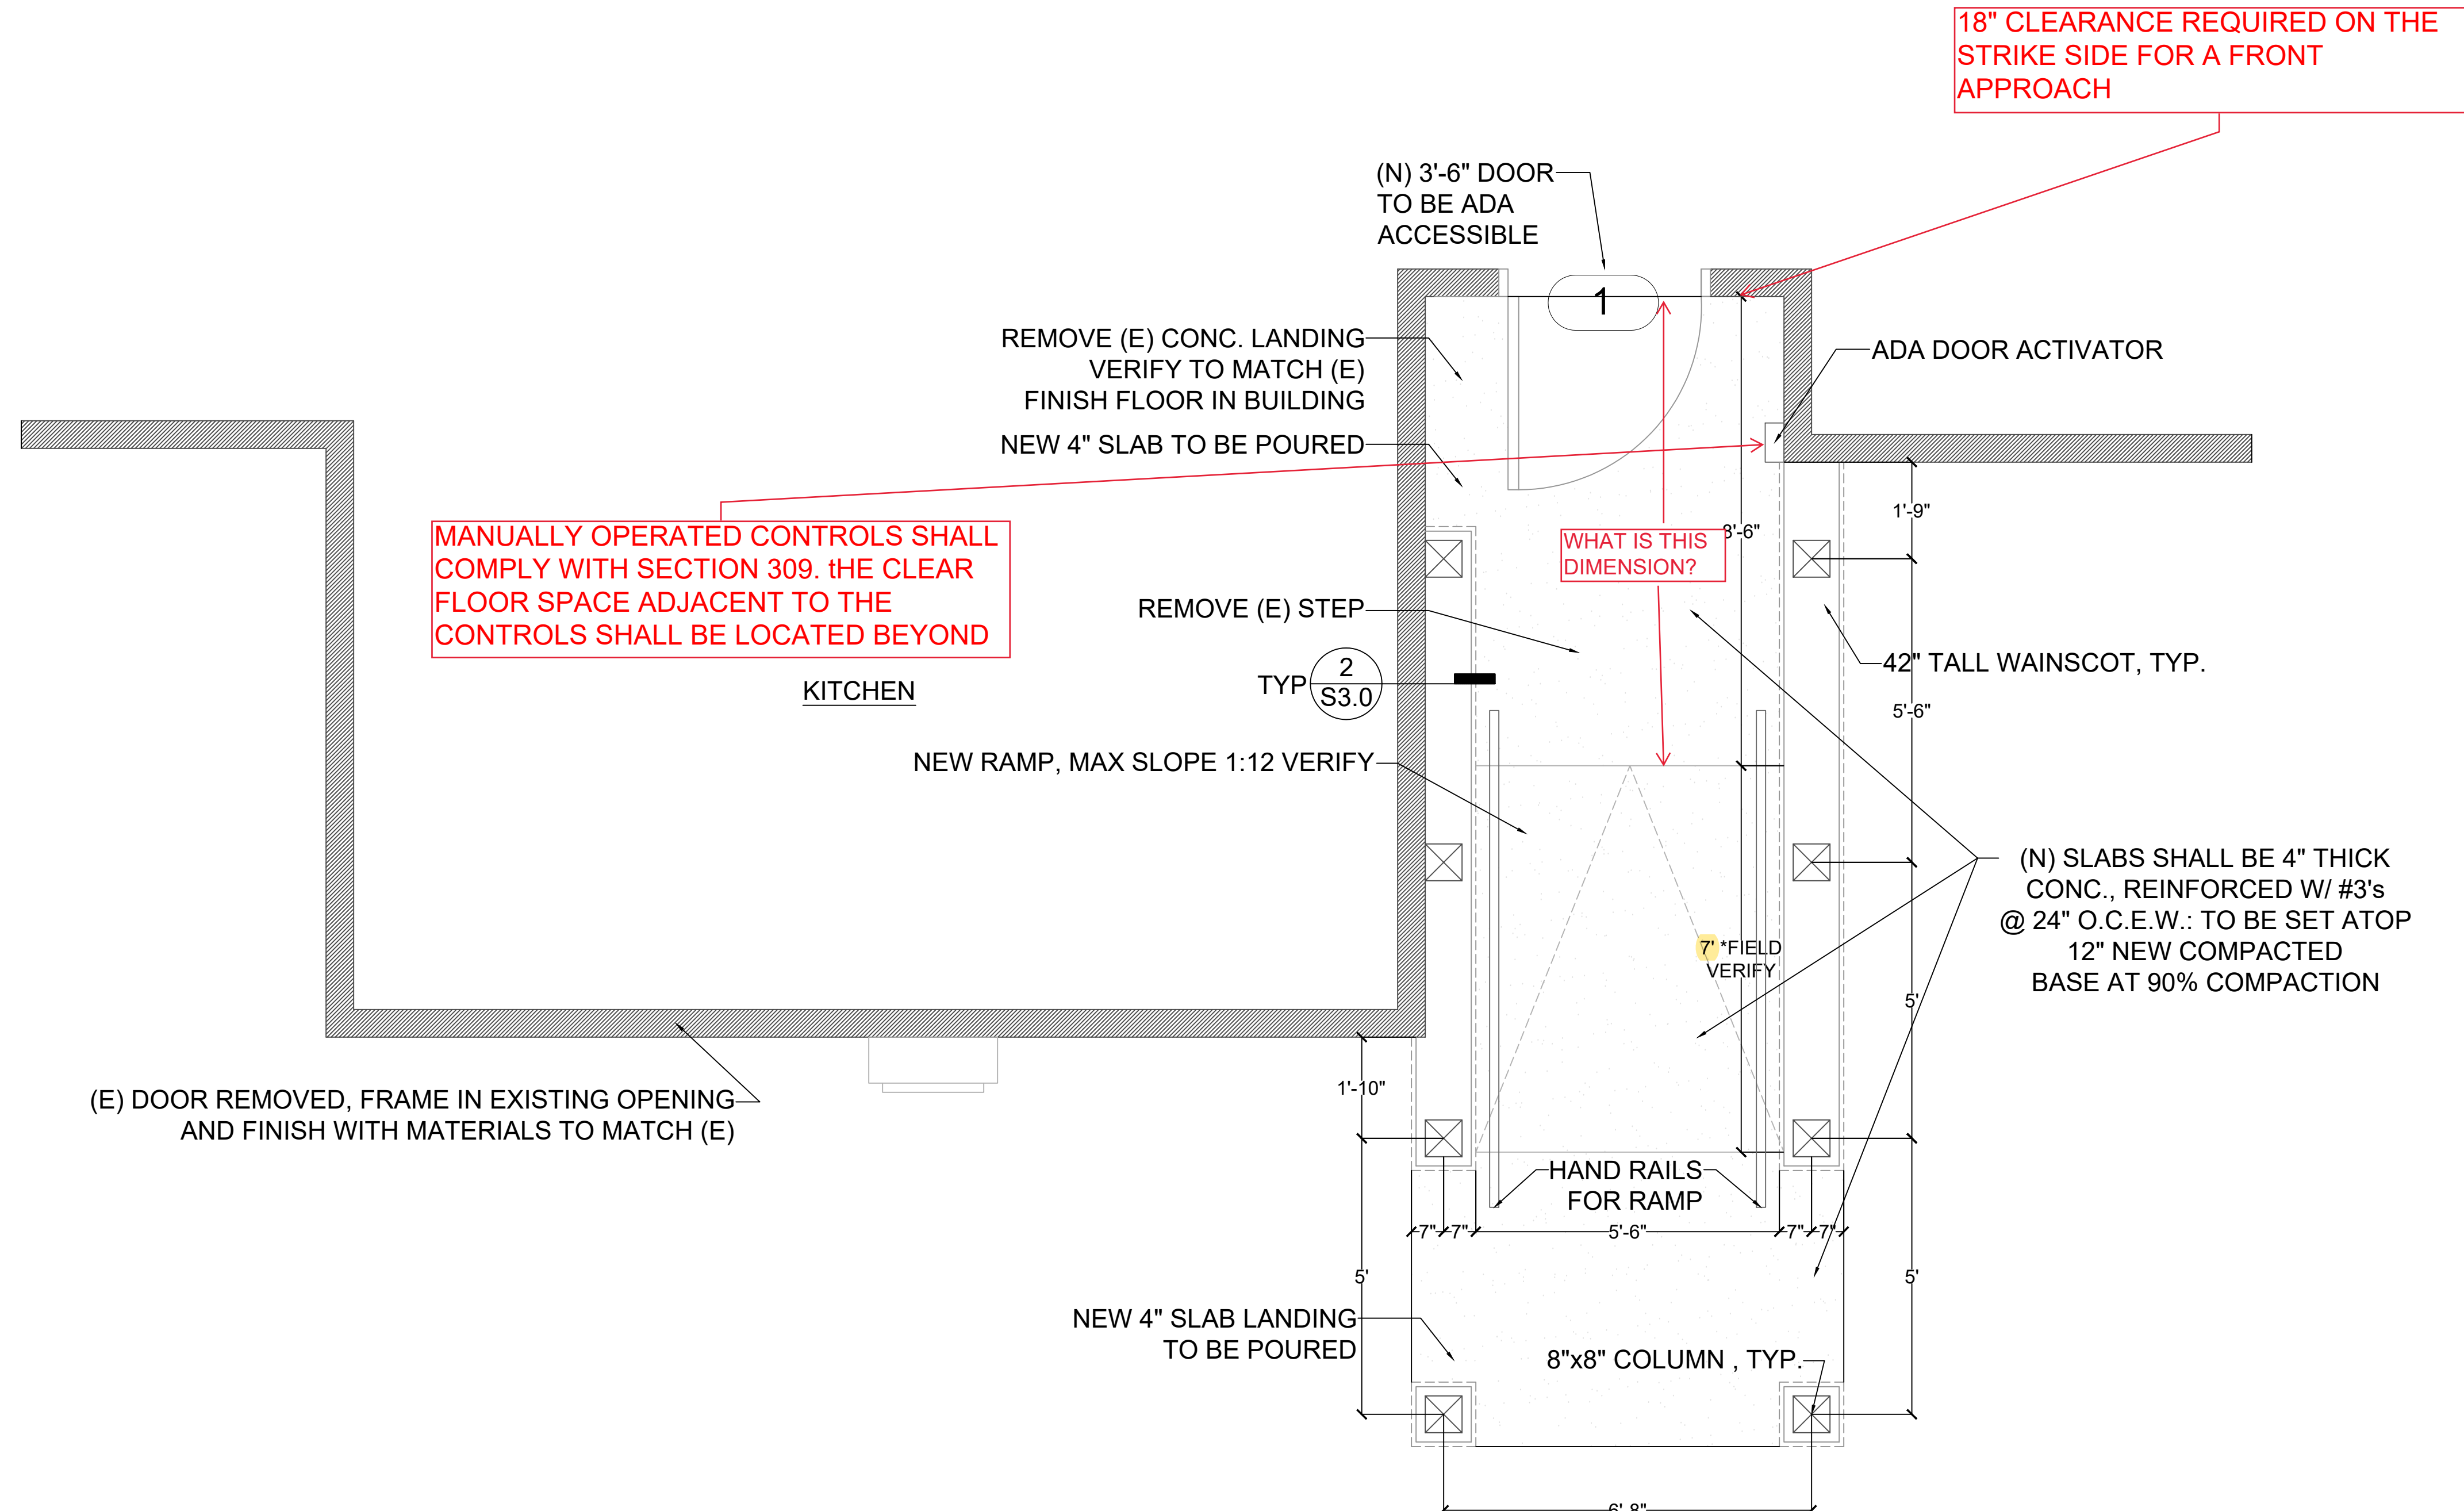 18" CLEARANCE REQUIRED ON THE
STRIKE SIDE FOR A FRONT
APPROACH
(N) 3'-6" DOOR
TO BE ADA
ACCESSIBLE
1
REMOVE (E) CONC. LANDING
VERIFY TO MATCH (E)
FINISH FLOOR IN BUILDING
ADA DOOR ACTIVATOR
NEW 4" SLAB TO BE POURED
MANUALLY OPERATED CONTROLS SHALL
COMPLY WITH SECTION 309. tHE CLEAR
FLOOR SPACE ADJACENT TO THE
CONTROLS SHALL BE LOCATED BEYOND
WHAT IS THIS
DIMENSION?
8'-6"
1'-9"
REMOVE (E) STEP
42" TALL WAINSCOT, TYP.
TYP
2
S3.0
KITCHEN
5'-6"
NEW RAMP, MAX SLOPE 1:12 VERIFY
(N) SLABS SHALL BE 4" THICK
CONC., REINFORCED W/ #3's
@ 24" O.C.E.W.: TO BE SET ATOP
12" NEW COMPACTED
BASE AT 90% COMPACTION
7' *FIELD
VERIFY
5'
(E) DOOR REMOVED, FRAME IN EXISTING OPENING
AND FINISH WITH MATERIALS TO MATCH (E)
1'-10"
HAND RAILS
FOR RAMP
7" 7" 5'-6" 7" 7"
5'
5'
NEW 4" SLAB LANDING
TO BE POURED
8"x8" COLUMN , TYP.
6'-8"